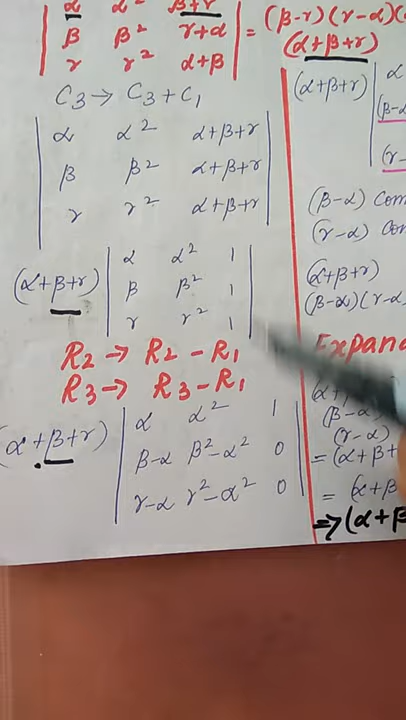 | α α² β+γ |
| β β² γ+α | = (β-γ)(γ-α)(
| γ γ² α+β | (α+β+γ)
C₃ → C₃+C₁
| α α² α+β+γ |
| β β² α+β+γ |
| γ γ² α+β+γ |
(α+β+γ) | α α² 1 |
| β β² 1 |
| γ γ² 1 |
R₂ → R₂-R₁
R₃ → R₃-R₁
(α+β+γ) | α α² 1 |
| β-α β²-α² 0 |
| γ-α γ²-α² 0 |
(α+β+γ) | α
(β-α
(γ-
(β-α) Com
(γ-α) Com
(α+β+γ)
(β-α)(γ-α
Expand
(β-α)
(γ-α)
= (α+β+
= (α+β
⇒ (α+β